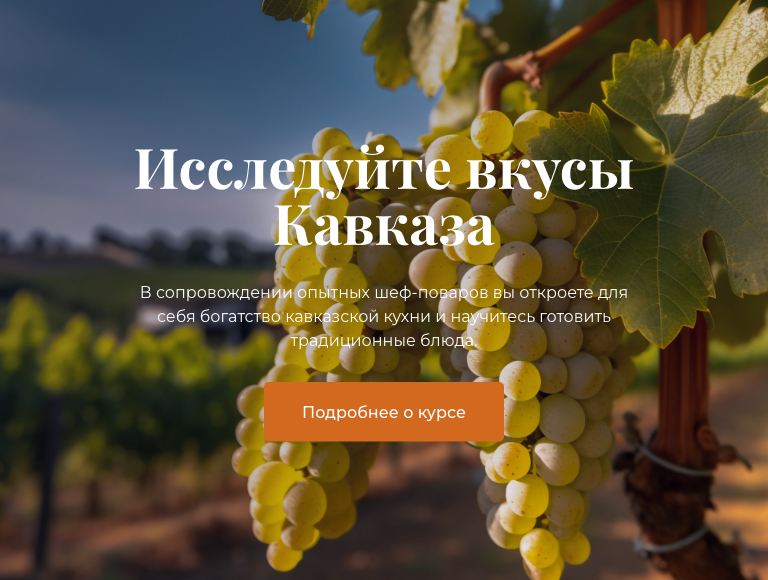 Исследуйте вкусы
Кавказа
В сопровождении опытных шеф-поваров вы откроете для
себя богатство кавказской кухни и научитесь готовить
традиционные блюда.
Подробнее о курсе